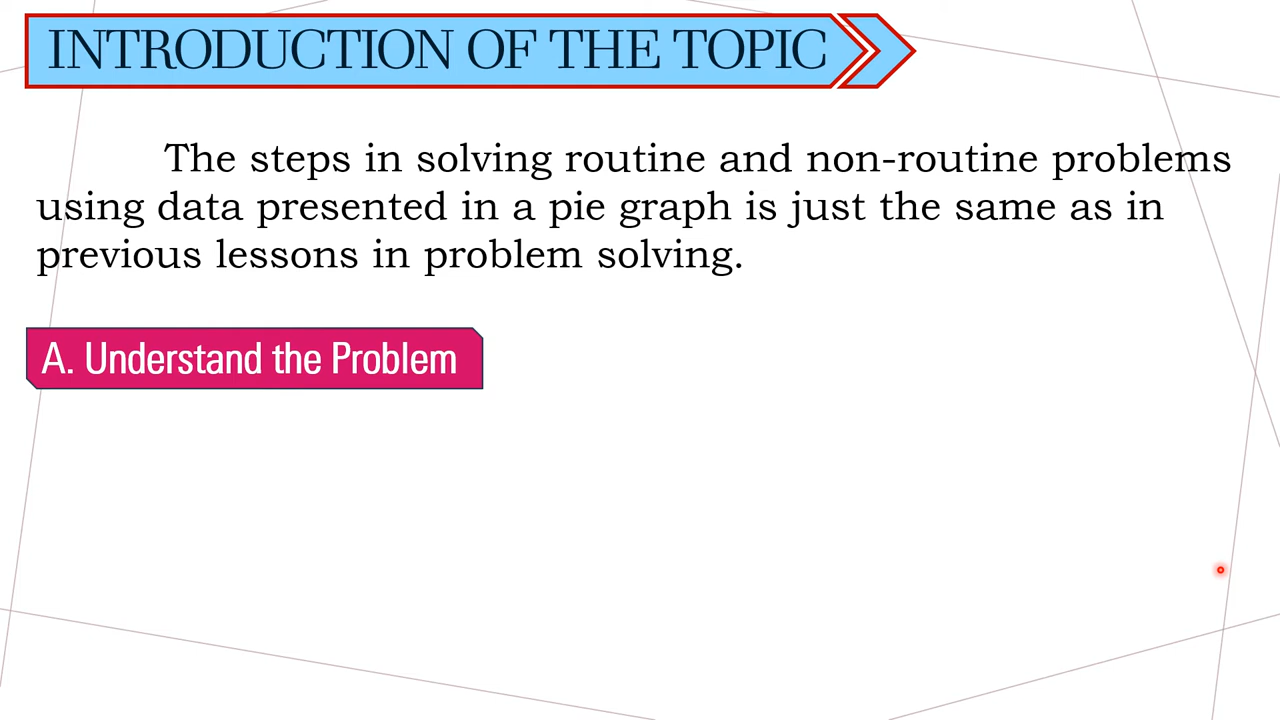 INTRODUCTION OF THE TOPIC
The steps in solving routine and non-routine problems
using data presented in a pie graph is just the same as in
previous lessons in problem solving.
A. Understand the Problem